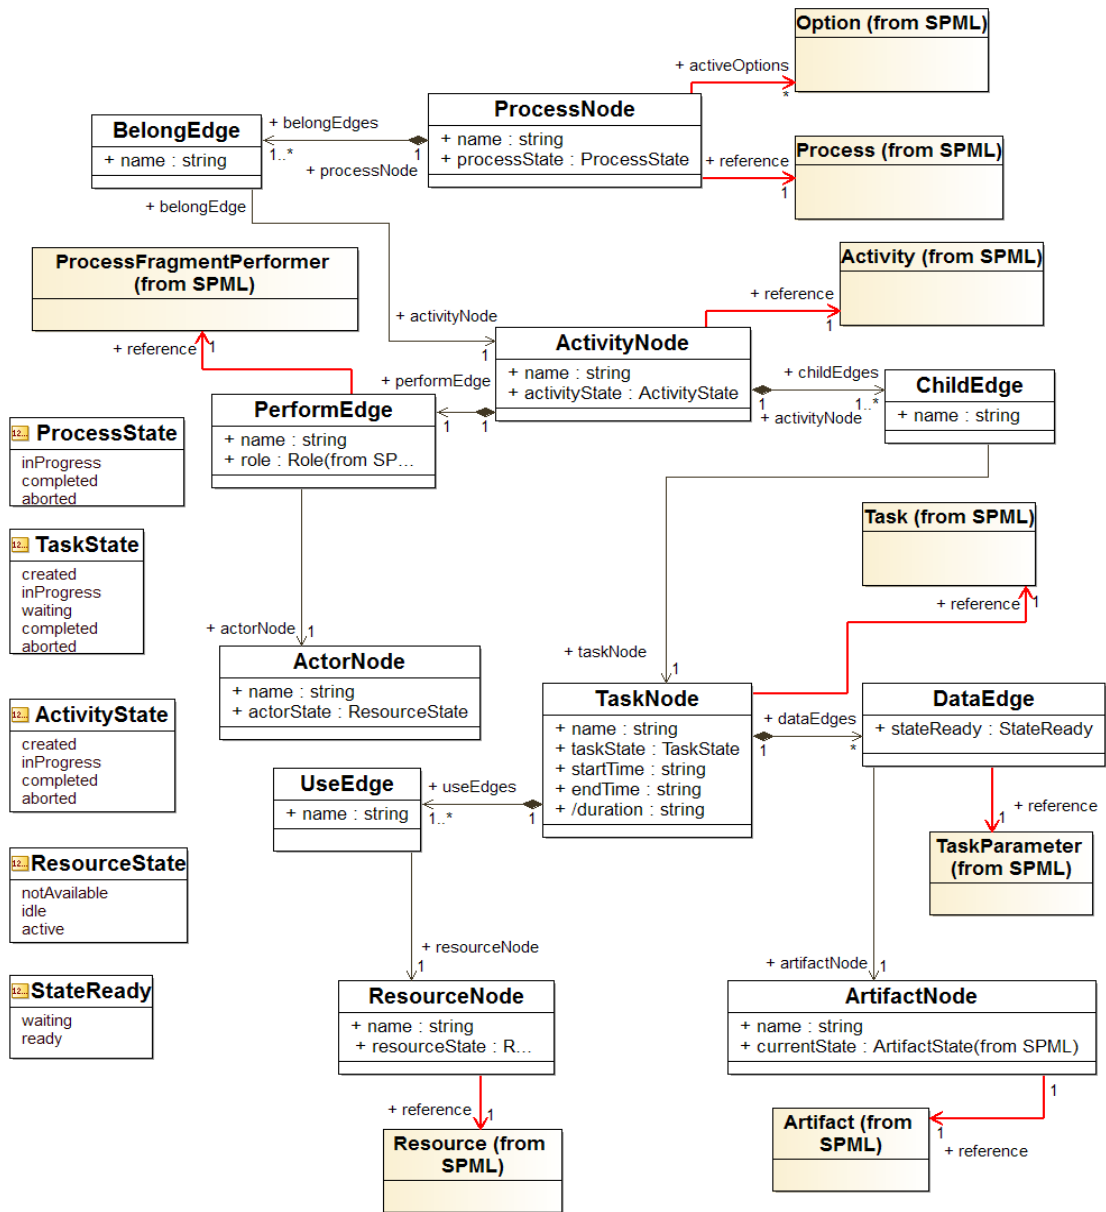 Option (from SPML)
+ activeOptions
*
ProcessNode
+ name : string
+ processState : ProcessState
BelongEdge
+ name : string
+ belongEdges
1..*
1
+ processNode
+ reference
1
Process (from SPML)
+ belongEdge
ProcessFragmentPerformer
(from SPML)
Activity (from SPML)
+ reference
1
+ activityNode
1
ActivityNode
+ name : string
+ activityState : ActivityState
+ reference
1
+ performEdge
1
1
+ childEdges
1
1..*
+ activityNode
ChildEdge
+ name : string
PerformEdge
+ name : string
+ role : Role(from SP...
12...
ProcessState
inProgress
completed
aborted
Task (from SPML)
12...
TaskState
created
inProgress
waiting
completed
aborted
+ reference
1
+ actorNode
1
ActorNode
+ name : string
+ actorState : ResourceState
+ taskNode
1
TaskNode
+ name : string
+ taskState : TaskState
+ startTime : string
+ endTime : string
+ /duration : string
+ dataEdges
1
*
DataEdge
+ stateReady : StateReady
12...
ActivityState
created
inProgress
completed
aborted
UseEdge
+ name : string
+ useEdges
1..*
1
+ reference
1
TaskParameter
(from SPML)
12...
ResourceState
notAvailable
idle
active
+ resourceNode
1
+ artifactNode
1
12...
StateReady
waiting
ready
ResourceNode
+ name : string
+ resourceState : R...
ArtifactNode
+ name : string
+ currentState : ArtifactState(from SPML)
+ reference
1
Resource (from
SPML)
1
1
+ reference
Artifact (from
SPML)